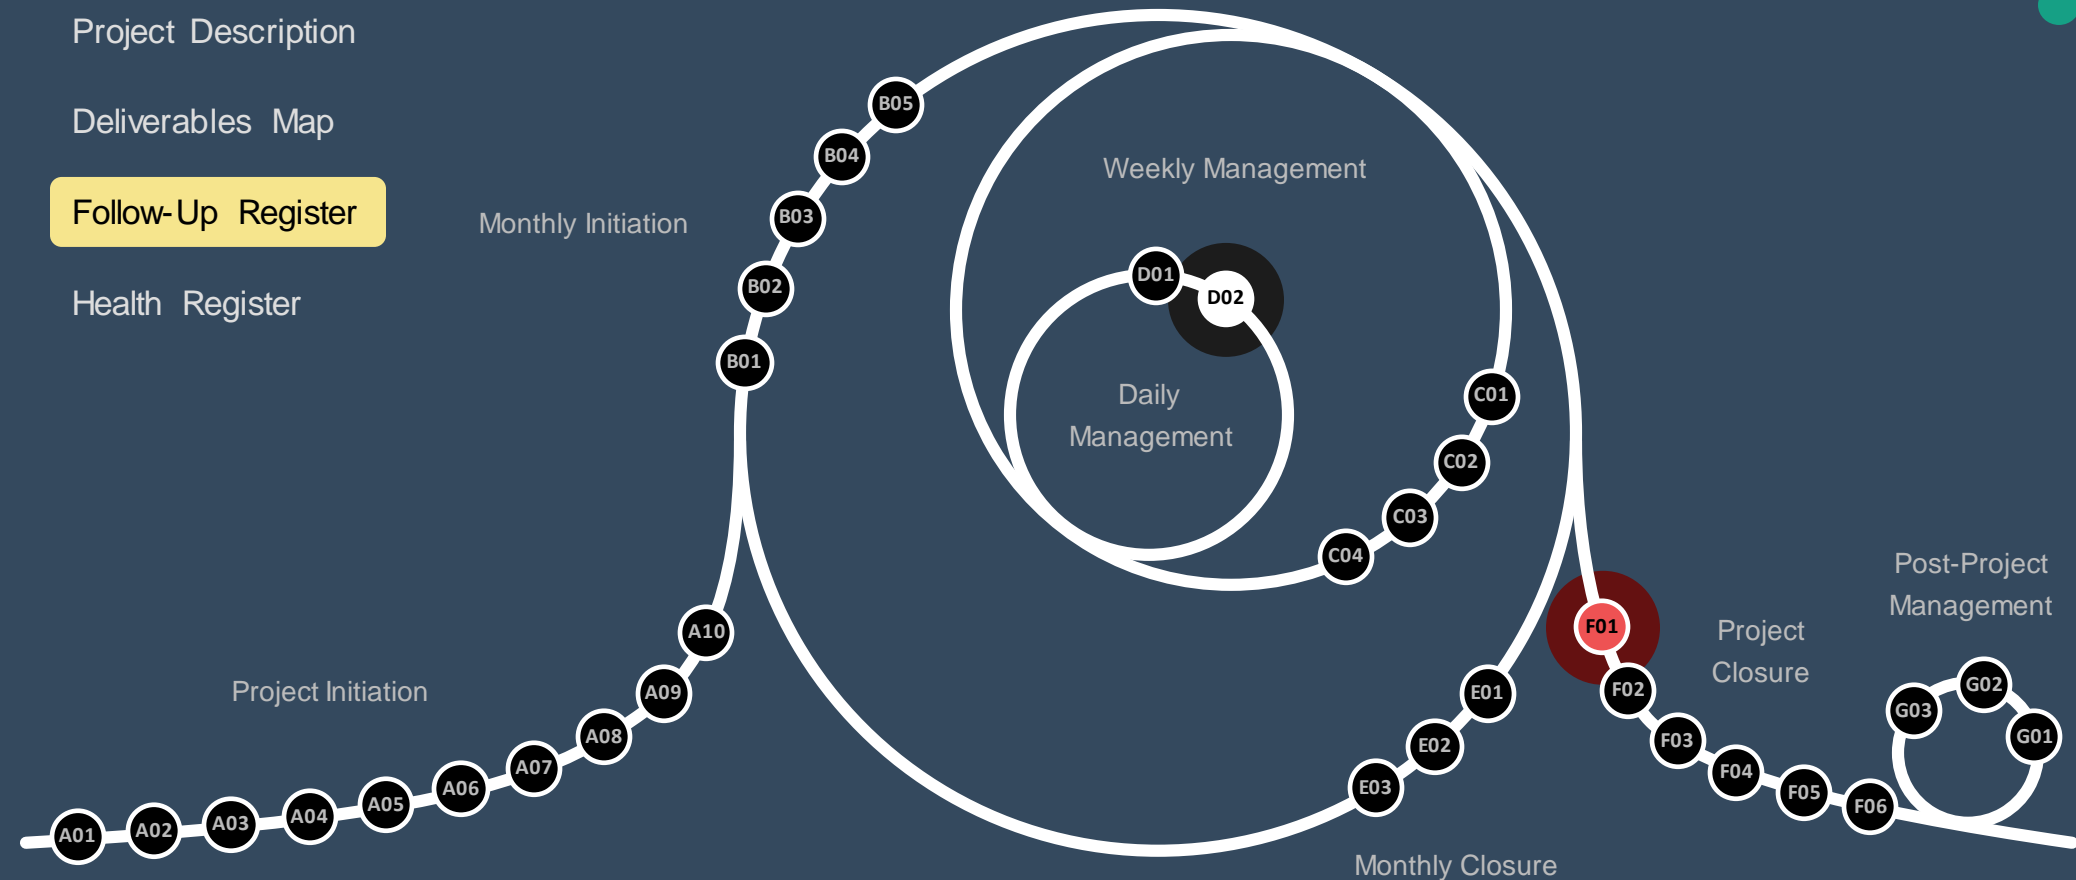 Project Description
Deliverables Map
Follow-Up Register
Health Register
Monthly Initiation
Weekly Management
Daily
Management
Project Initiation
Project
Closure
Post-Project
Management
Monthly Closure
A01
A02
A03
A04
A05
A06
A07
A08
A09
A10
B01
B02
B03
B04
B05
C01
C02
C03
C04
D01
D02
E01
E02
E03
F01
F02
F03
F04
F05
F06
G01
G02
G03